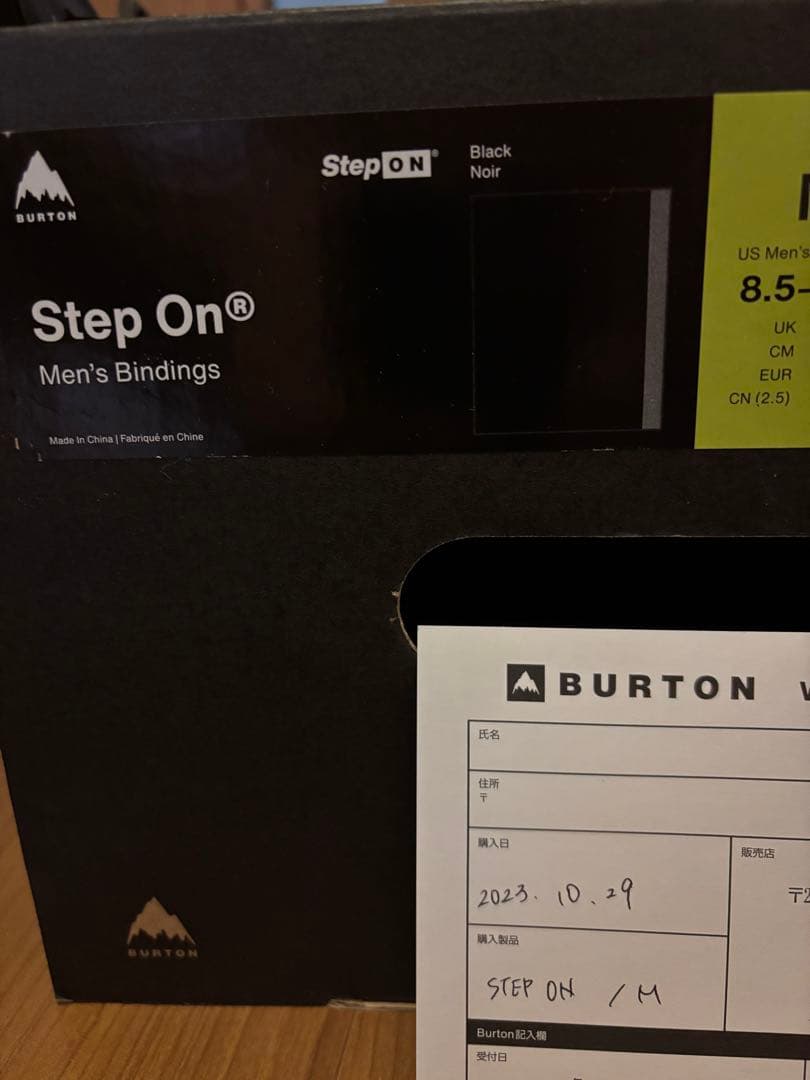 BURTON
StepON®
Black
Noir
Step On®
Men's Bindings
Made In China | Fabriqué en Chine
US Men's
8.5-
UK
CM
EUR
CN (2.5)
BURTON
氏名
住所
〒
購入日
2023. 10. 29
販売店
〒2
購入製品
STEP ON / M
Burton記入欄
受付日
BURTON